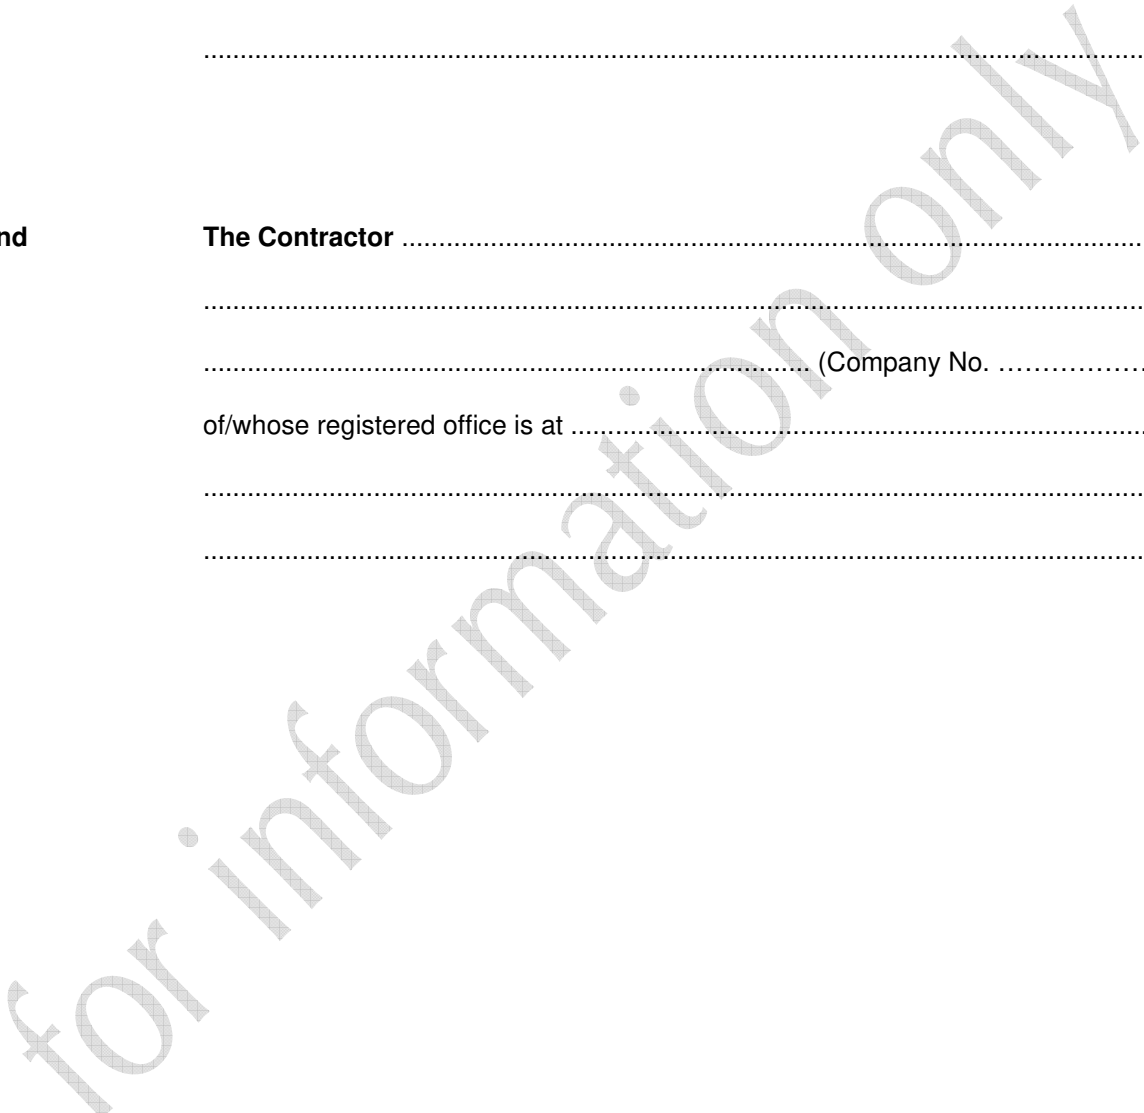 ....................................................................................................................................
nd The Contractor ........................................................................................................
....................................................................................................................................
.................................................................................... (Company No. ………………
of/whose registered office is at ................................................................................
....................................................................................................................................
....................................................................................................................................
for information only